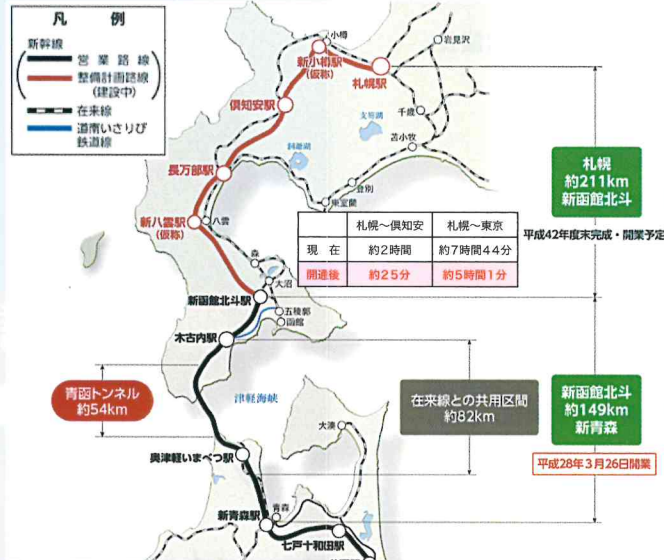 凡 例
新幹線
営業路線
整備計画路線
(建設中)
在来線
道南いさりび
鉄道線
小樽
新小樽駅
(仮称)
札幌駅
岩見沢
倶知安駅
千歳
支笏湖
苫小牧
洞爺湖
長万部駅
登別
東室蘭
新八雲駅
(仮称)
八雲
札幌~倶知安
札幌~東京
現 在
約2時間
約7時間44分
開通後
約25分
約5時間1分
札幌
約211km
新函館北斗
平成42年度末完成・開業予定
森
大沼
新函館北斗駅
五稜郭
函館
木古内駅
青函トンネル
約54km
津軽海峡
在来線との共用区間
約82km
新函館北斗
約149km
新青森
平成28年3月26日開業
大湊
奥津軽いまべつ駅
青森
新青森駅
七戸十和田駅